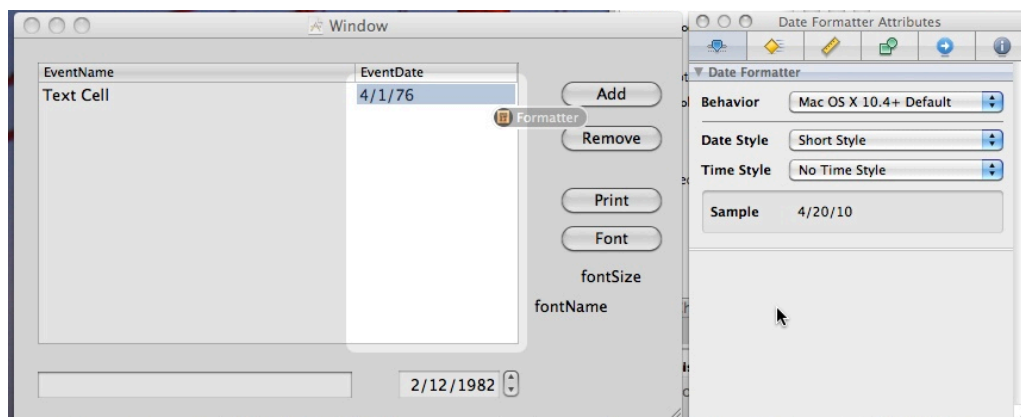 Window
EventName
EventDate
Text Cell
4/1/76
Formatter
Add
Remove
Print
Font
fontSize
fontName
2/12/1982
Date Formatter Attributes
Date Formatter
Behavior
Mac OS X 10.4+ Default
Date Style
Short Style
Time Style
No Time Style
Sample
4/20/10